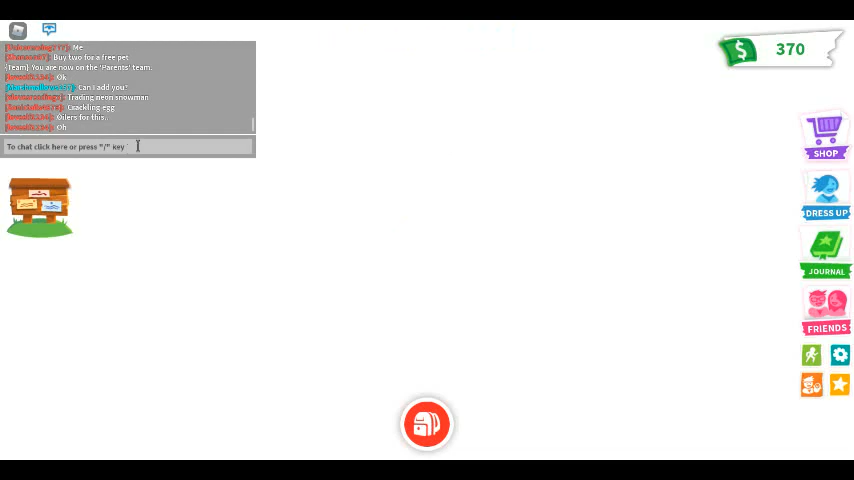 Me
Buy two for a free pet
{Team} You are now on the 'Parents' team.
Ok
Can I add you?
Trading neon snowman
Crackling egg
Oilers for this..
Oh
To chat click here or press "/" key
370
SHOP
DRESS UP
JOURNAL
FRIENDS